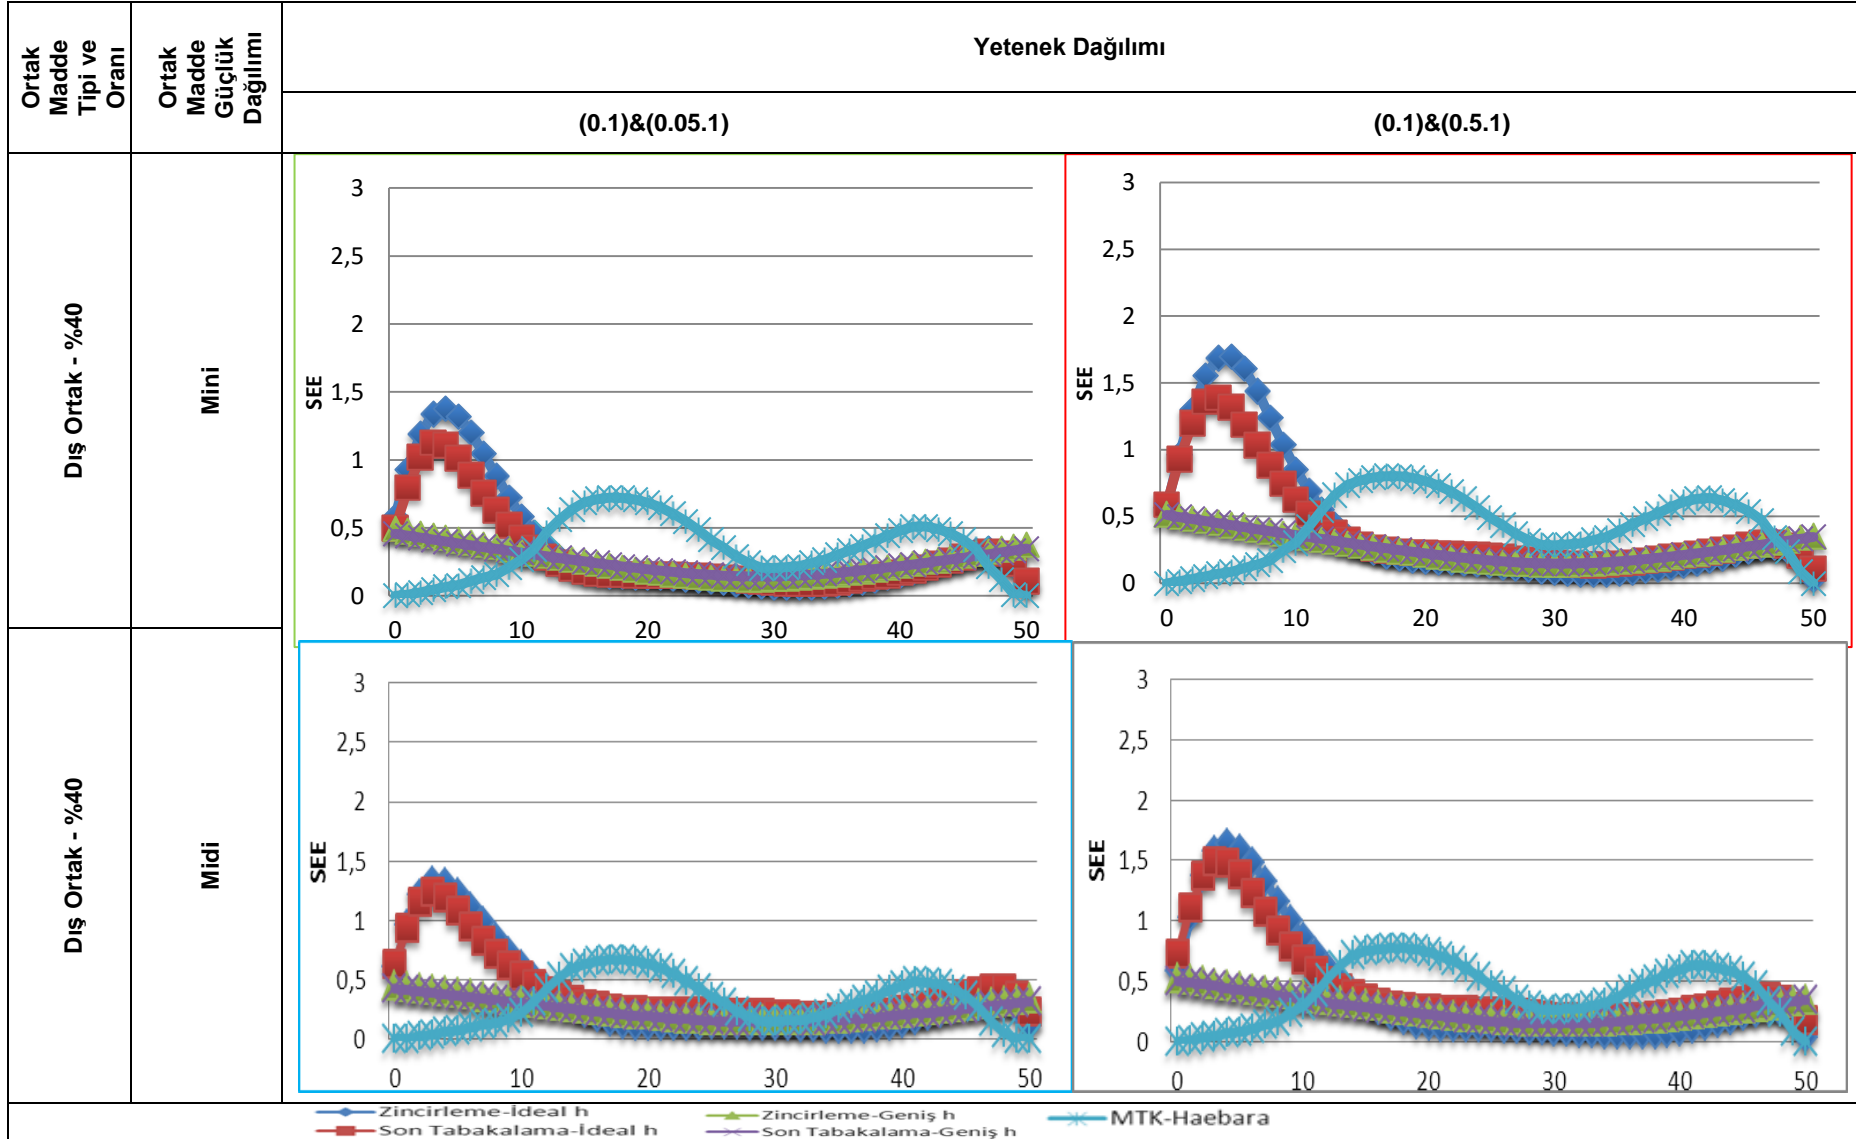 Ortak
Madde
Tipi ve
Oranı
Ortak
Madde
Güçlük
Dağılımı
Yetenek Dağılımı
(0.1)&(0.05.1)
(0.1)&(0.5.1)
Dış Ortak - %40
Mini
SEE
3
2,5
2
1,5
1
0,5
0
0 10 20 30 40 50
SEE
3
2,5
2
1,5
1
0,5
0
0 10 20 30 40 50
Dış Ortak - %40
Midi
SEE
3
2,5
2
1,5
1
0,5
0
0 10 20 30 40 50
SEE
3
2,5
2
1,5
1
0,5
0
0 10 20 30 40 50
Zincirleme-İdeal h
Zincirleme-Geniş h
MTK-Haebara
Son Tabakalama-İdeal h
Son Tabakalama-Geniş h